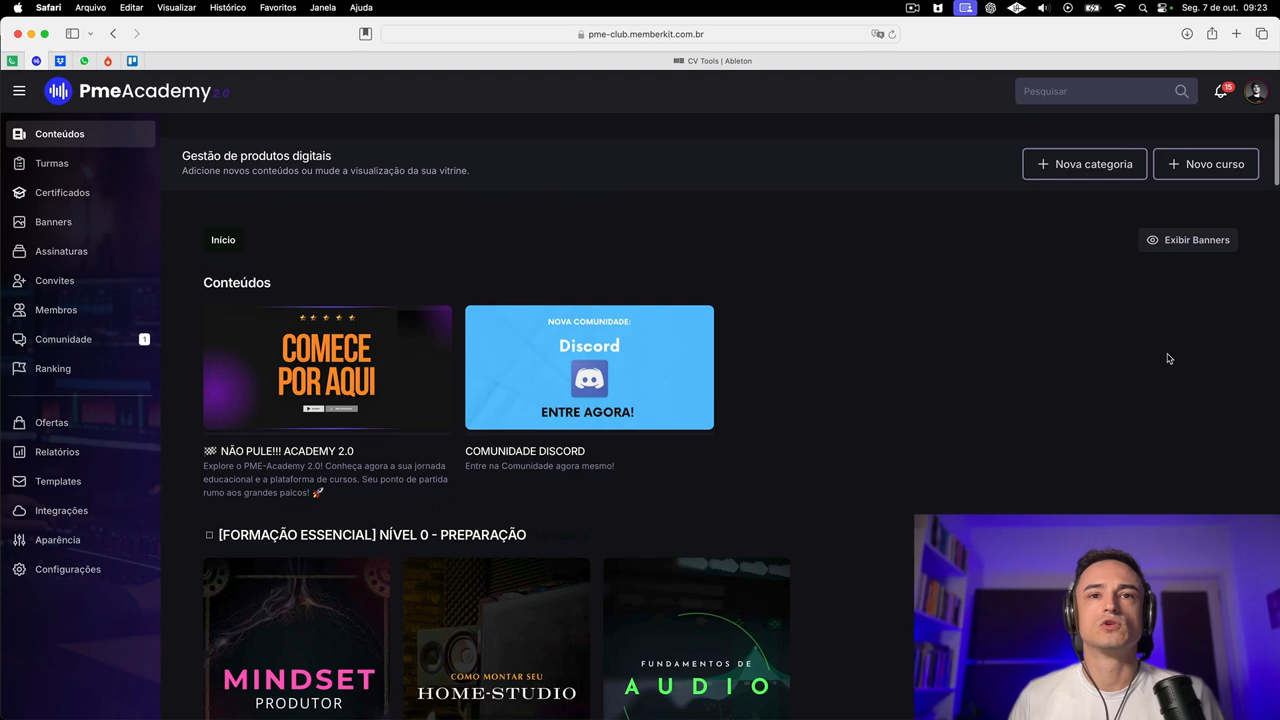 Safari Arquivo Editar Visualizar Histórico Favoritos Janela Ajuda Seg. 7 de out. 09:23
pme-club.memberkit.com.br
CV Tools | Ableton
PmeAcademy 2.0
Pesquisar
15
Conteúdos
Turmas
Certificados
Banners
Assinaturas
Convites
Membros
Comunidade 1
Ranking
Ofertas
Relatórios
Templates
Integrações
Aparência
Configurações
Gestão de produtos digitais
Adicione novos conteúdos ou mude a visualização da sua vitrine.
+ Nova categoria
+ Novo curso
Início
Exibir Banners
Conteúdos
COMECE
POR AQUI
NOVA COMUNIDADE:
Discord
ENTRE AGORA!
🏁 NÃO PULE!!! ACADEMY 2.0
Explore o PME-Academy 2.0! Conheça agora a sua jornada
educacional e a plataforma de cursos. Seu ponto de partida
rumo aos grandes palcos! 🚀
COMUNIDADE DISCORD
Entre na Comunidade agora mesmo!
[FORMAÇÃO ESSENCIAL] NÍVEL 0 - PREPARAÇÃO
MINDSET
PRODUTOR
COMO MONTAR SEU
HOME-STUDIO
FUNDAMENTOS DE
AUDIO